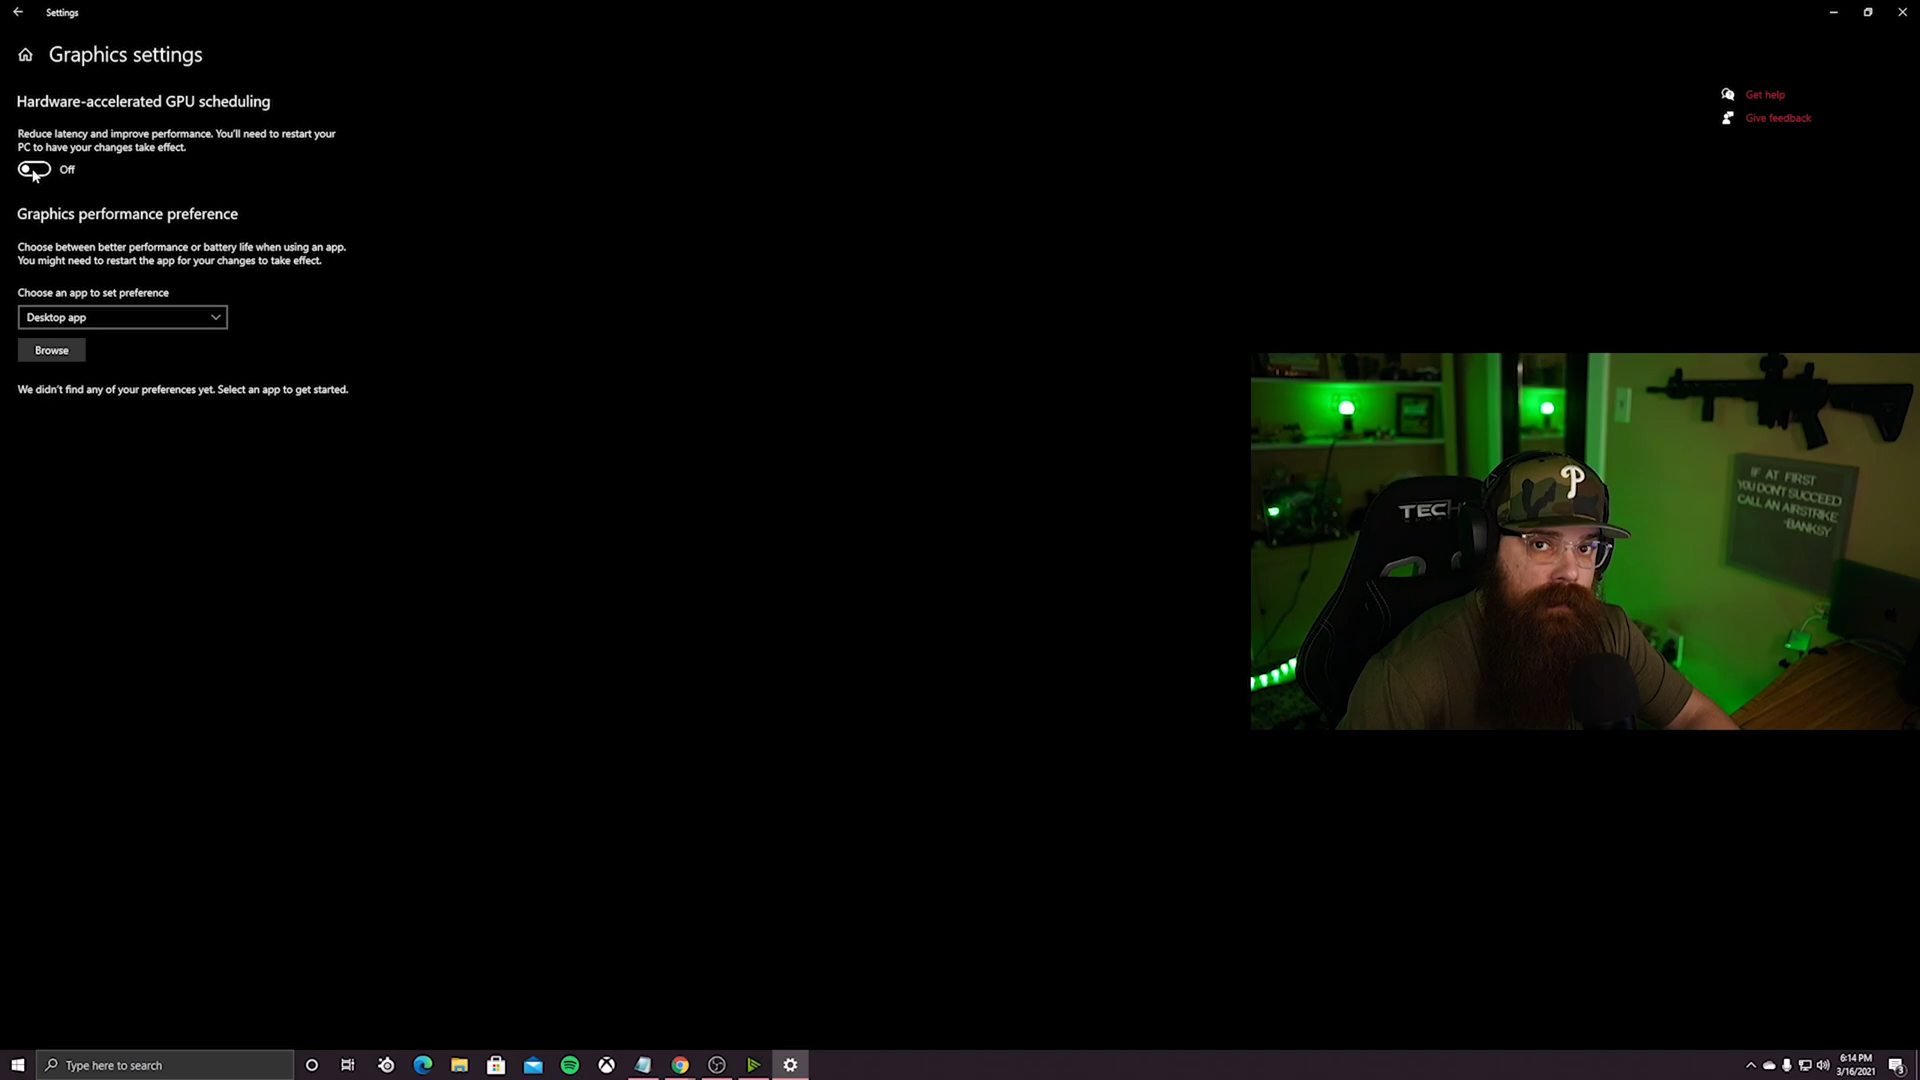 Settings
Graphics settings
Hardware-accelerated GPU scheduling
Reduce latency and improve performance. You'll need to restart your
PC to have your changes take effect.
Off
Graphics performance preference
Choose between better performance or battery life when using an app.
You might need to restart the app for your changes to take effect.
Choose an app to set preference
Desktop app
Browse
We didn't find any of your preferences yet. Select an app to get started.
Get help
Give feedback
P
TEC
IF AT FIRST
YOU DON'T SUCCEED
CALL AN AIRSTRIKE
-BANKSY
Type here to search
6:14 PM
3/16/2021
3